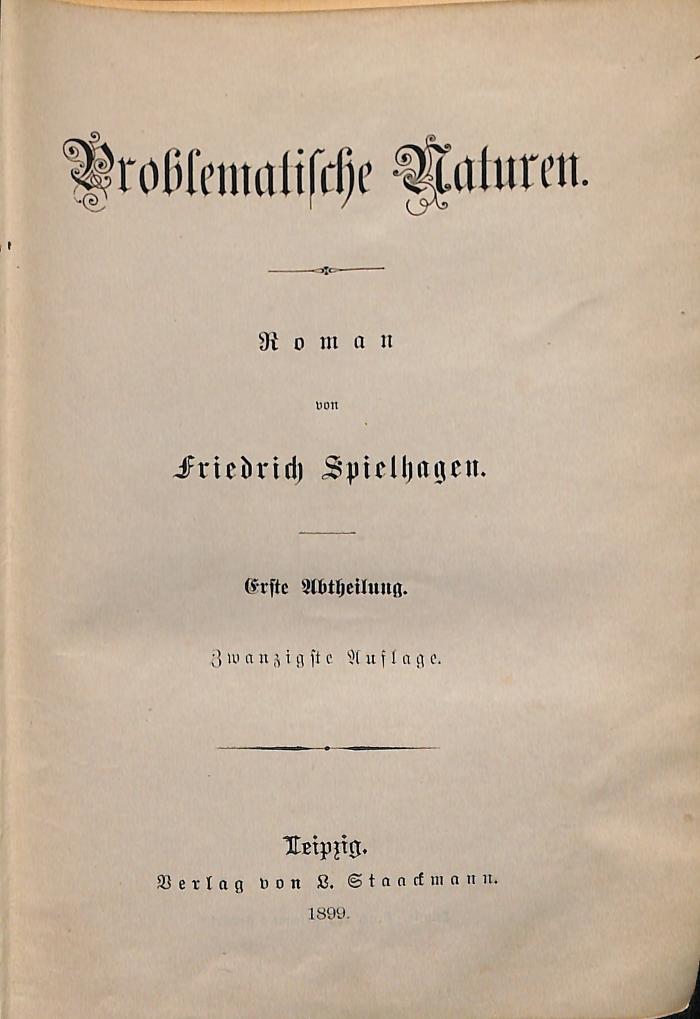 Problematische Naturen.
Roman
von
Friedrich Spielhagen.
Erste Abtheilung.
Zwanzigste Auflage.
Leipzig.
Verlag von L. Staackmann.
1899.